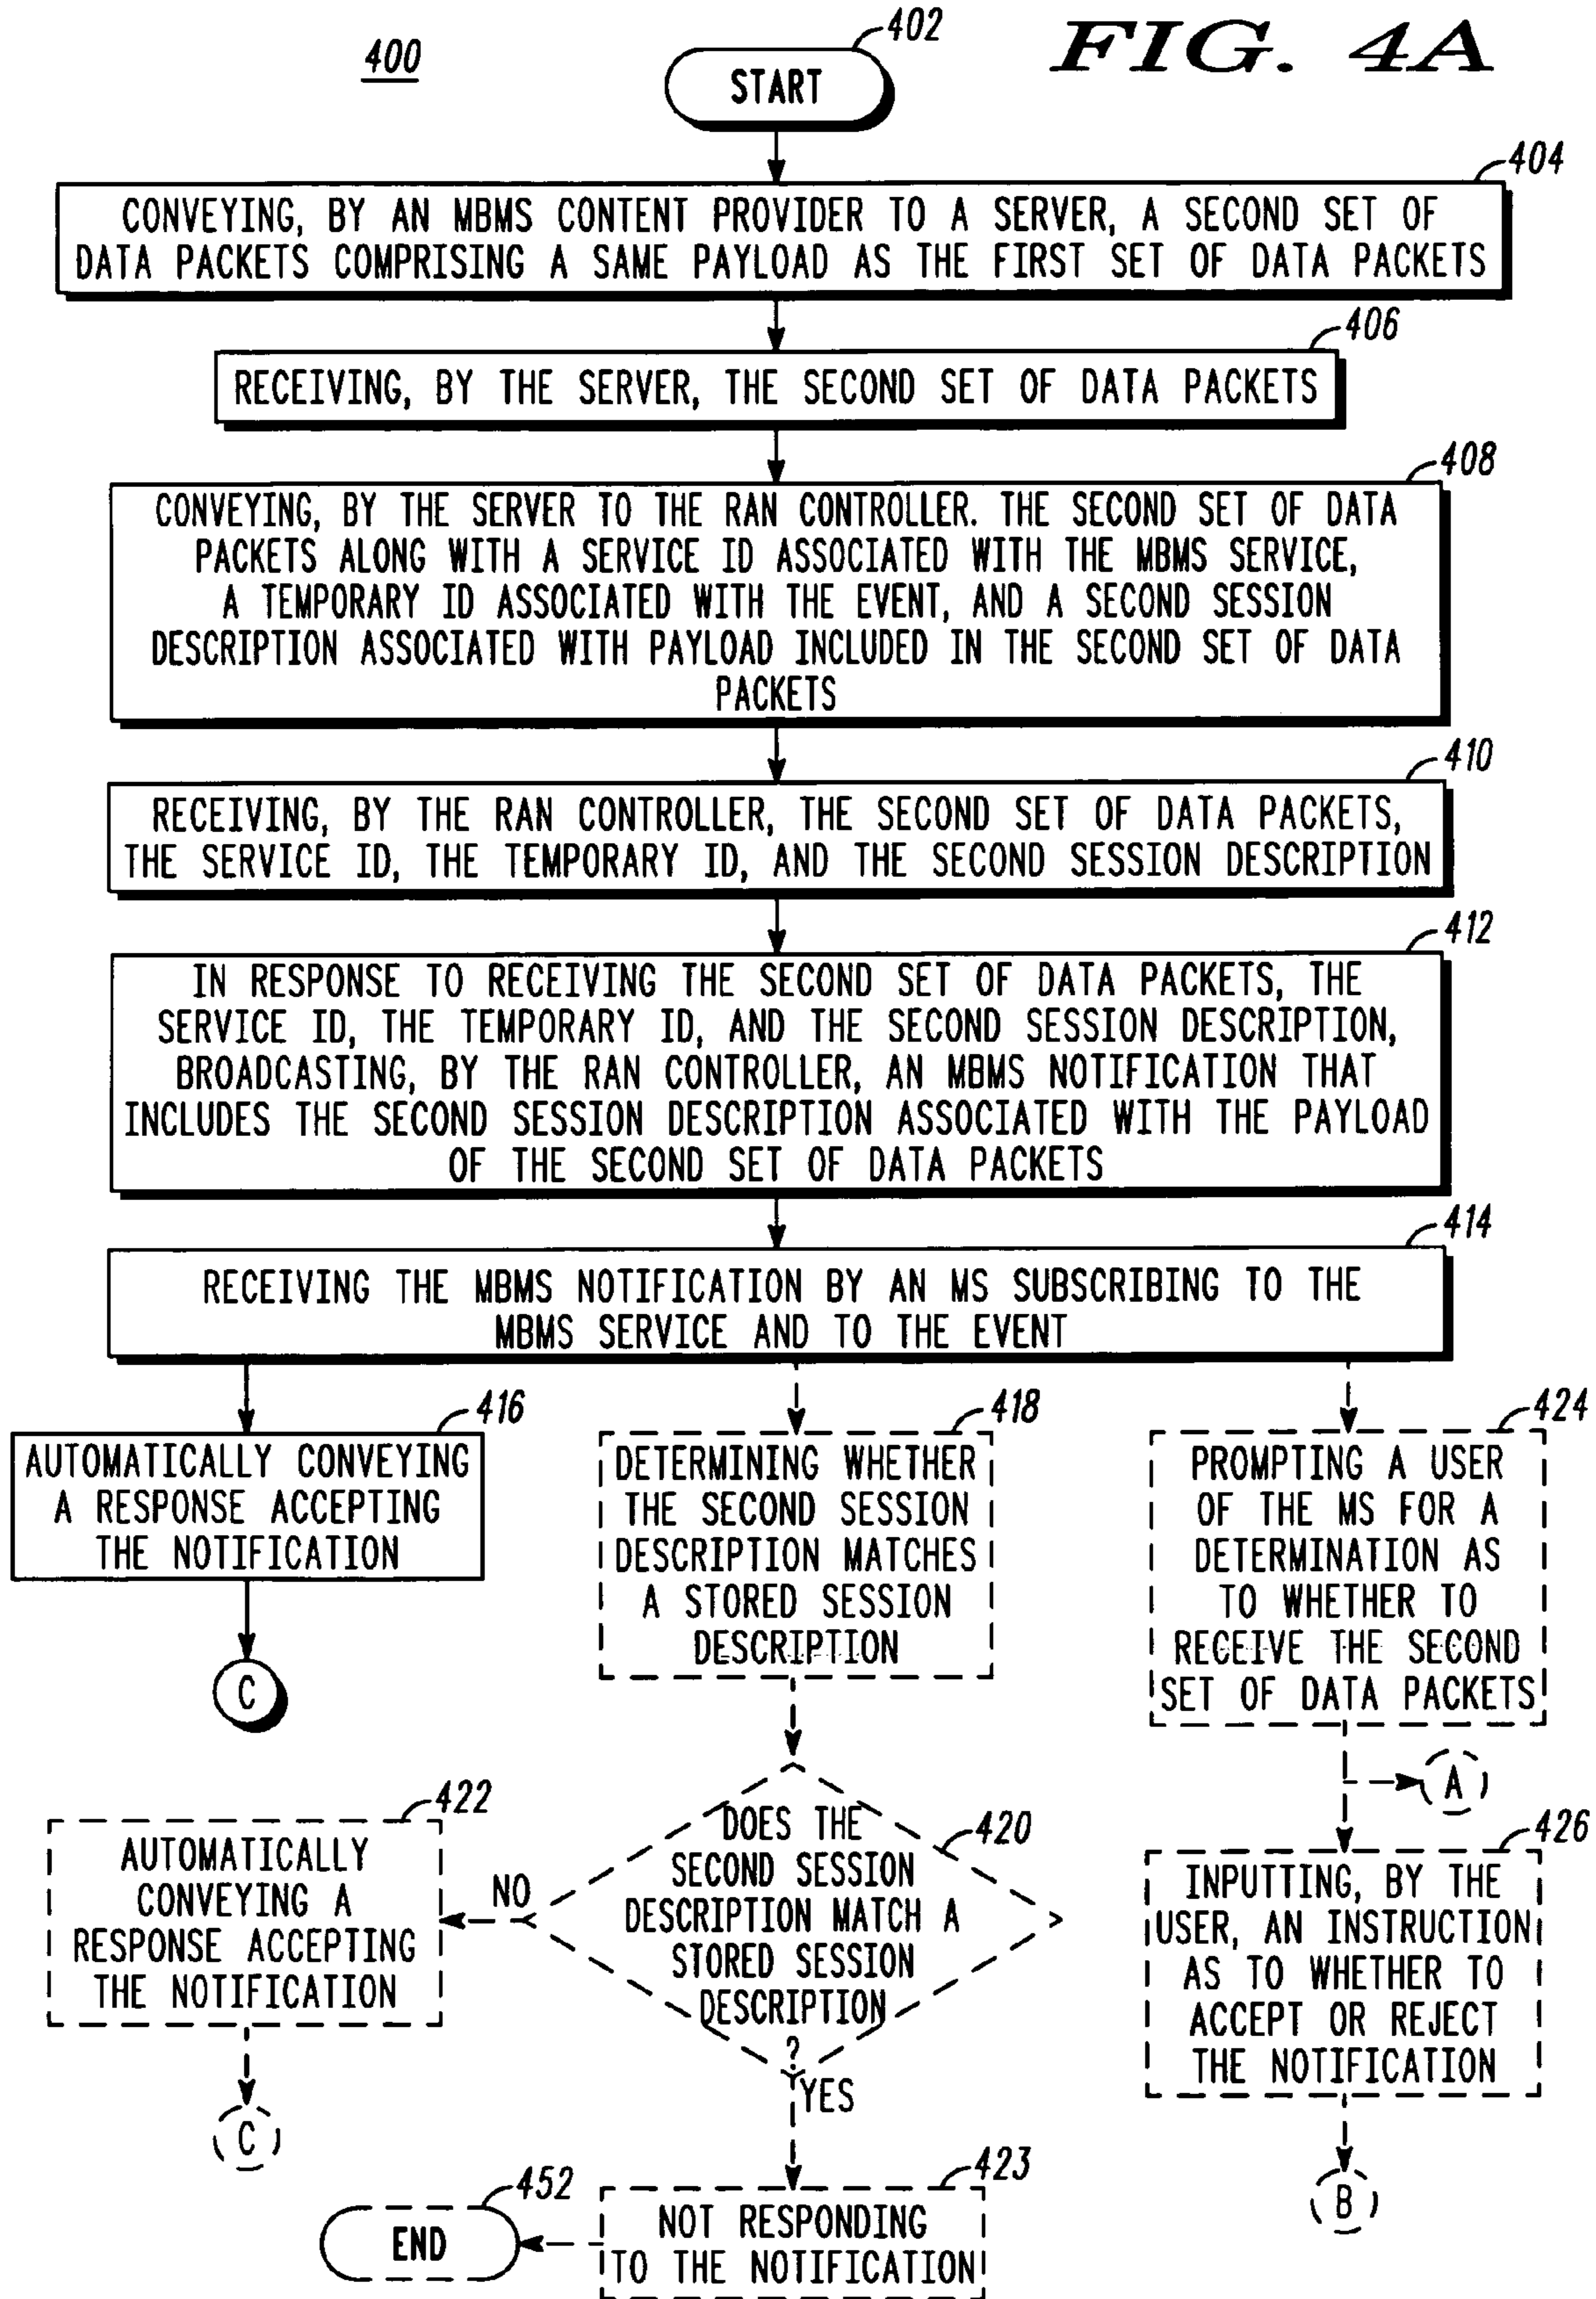 400
402
FIG. 4A
START
404
CONVEYING, BY AN MBMS CONTENT PROVIDER TO A SERVER, A SECOND SET OF
DATA PACKETS COMPRISING A SAME PAYLOAD AS THE FIRST SET OF DATA PACKETS
406
RECEIVING, BY THE SERVER, THE SECOND SET OF DATA PACKETS
408
CONVEYING, BY THE SERVER TO THE RAN CONTROLLER. THE SECOND SET OF DATA
PACKETS ALONG WITH A SERVICE ID ASSOCIATED WITH THE MBMS SERVICE,
A TEMPORARY ID ASSOCIATED WITH THE EVENT, AND A SECOND SESSION
DESCRIPTION ASSOCIATED WITH PAYLOAD INCLUDED IN THE SECOND SET OF DATA
PACKETS
410
RECEIVING, BY THE RAN CONTROLLER, THE SECOND SET OF DATA PACKETS,
THE SERVICE ID, THE TEMPORARY ID, AND THE SECOND SESSION DESCRIPTION
412
IN RESPONSE TO RECEIVING THE SECOND SET OF DATA PACKETS, THE
SERVICE ID, THE TEMPORARY ID, AND THE SECOND SESSION DESCRIPTION,
BROADCASTING, BY THE RAN CONTROLLER, AN MBMS NOTIFICATION THAT
INCLUDES THE SECOND SESSION DESCRIPTION ASSOCIATED WITH THE PAYLOAD
OF THE SECOND SET OF DATA PACKETS
414
RECEIVING THE MBMS NOTIFICATION BY AN MS SUBSCRIBING TO THE
MBMS SERVICE AND TO THE EVENT
416
AUTOMATICALLY CONVEYING
A RESPONSE ACCEPTING
THE NOTIFICATION
C
418
DETERMINING WHETHER
THE SECOND SESSION
DESCRIPTION MATCHES
A STORED SESSION
DESCRIPTION
424
PROMPTING A USER
OF THE MS FOR A
DETERMINATION AS
TO WHETHER TO
RECEIVE THE SECOND
SET OF DATA PACKETS
A
422
AUTOMATICALLY
CONVEYING A
RESPONSE ACCEPTING
THE NOTIFICATION
C
NO
420
DOES THE
SECOND SESSION
DESCRIPTION MATCH A
STORED SESSION
DESCRIPTION
?
YES
426
INPUTTING, BY THE
USER, AN INSTRUCTION
AS TO WHETHER TO
ACCEPT OR REJECT
THE NOTIFICATION
B
452
END
423
NOT RESPONDING
TO THE NOTIFICATION